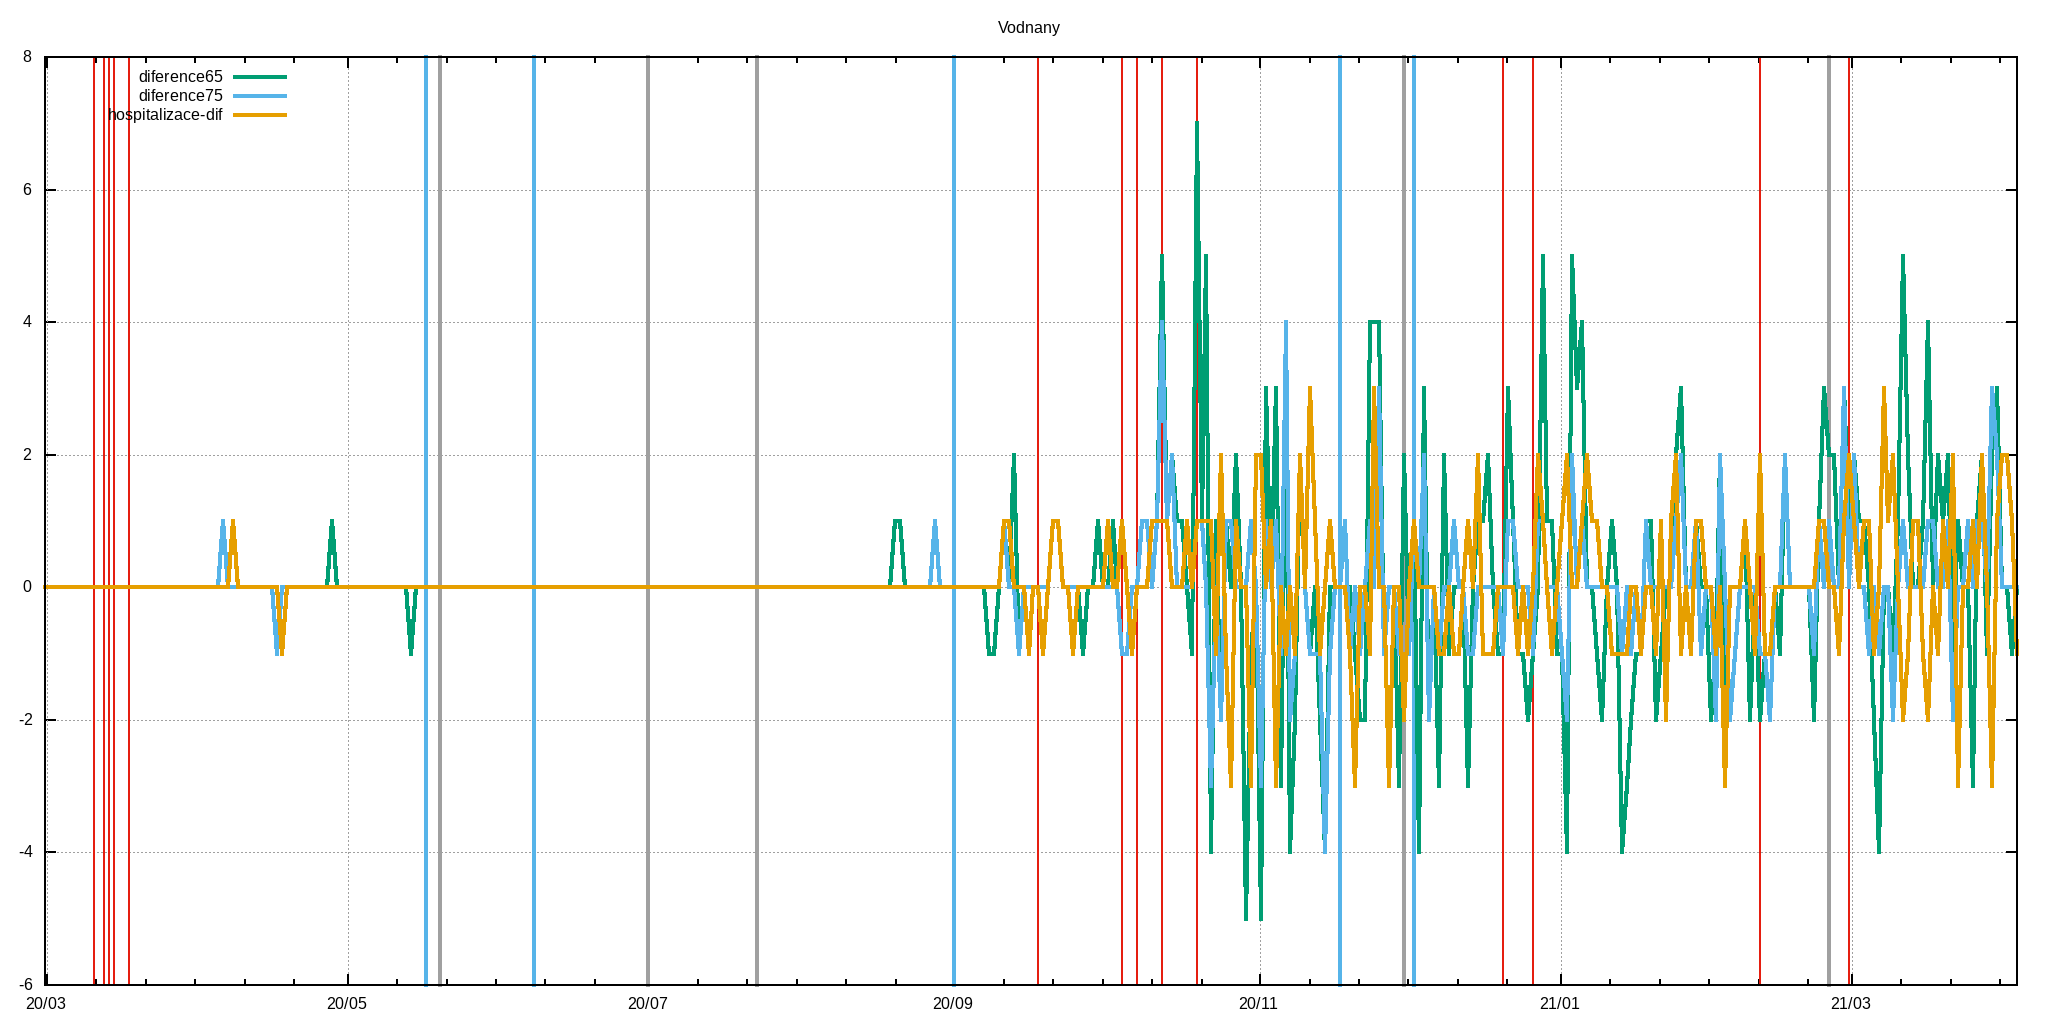 Vodnany
8
diference65
diference75
hospitalizace-dif
6
4
2
0
-2
-4
-6
20/03 20/05 20/07 20/09 20/11 21/01 21/03